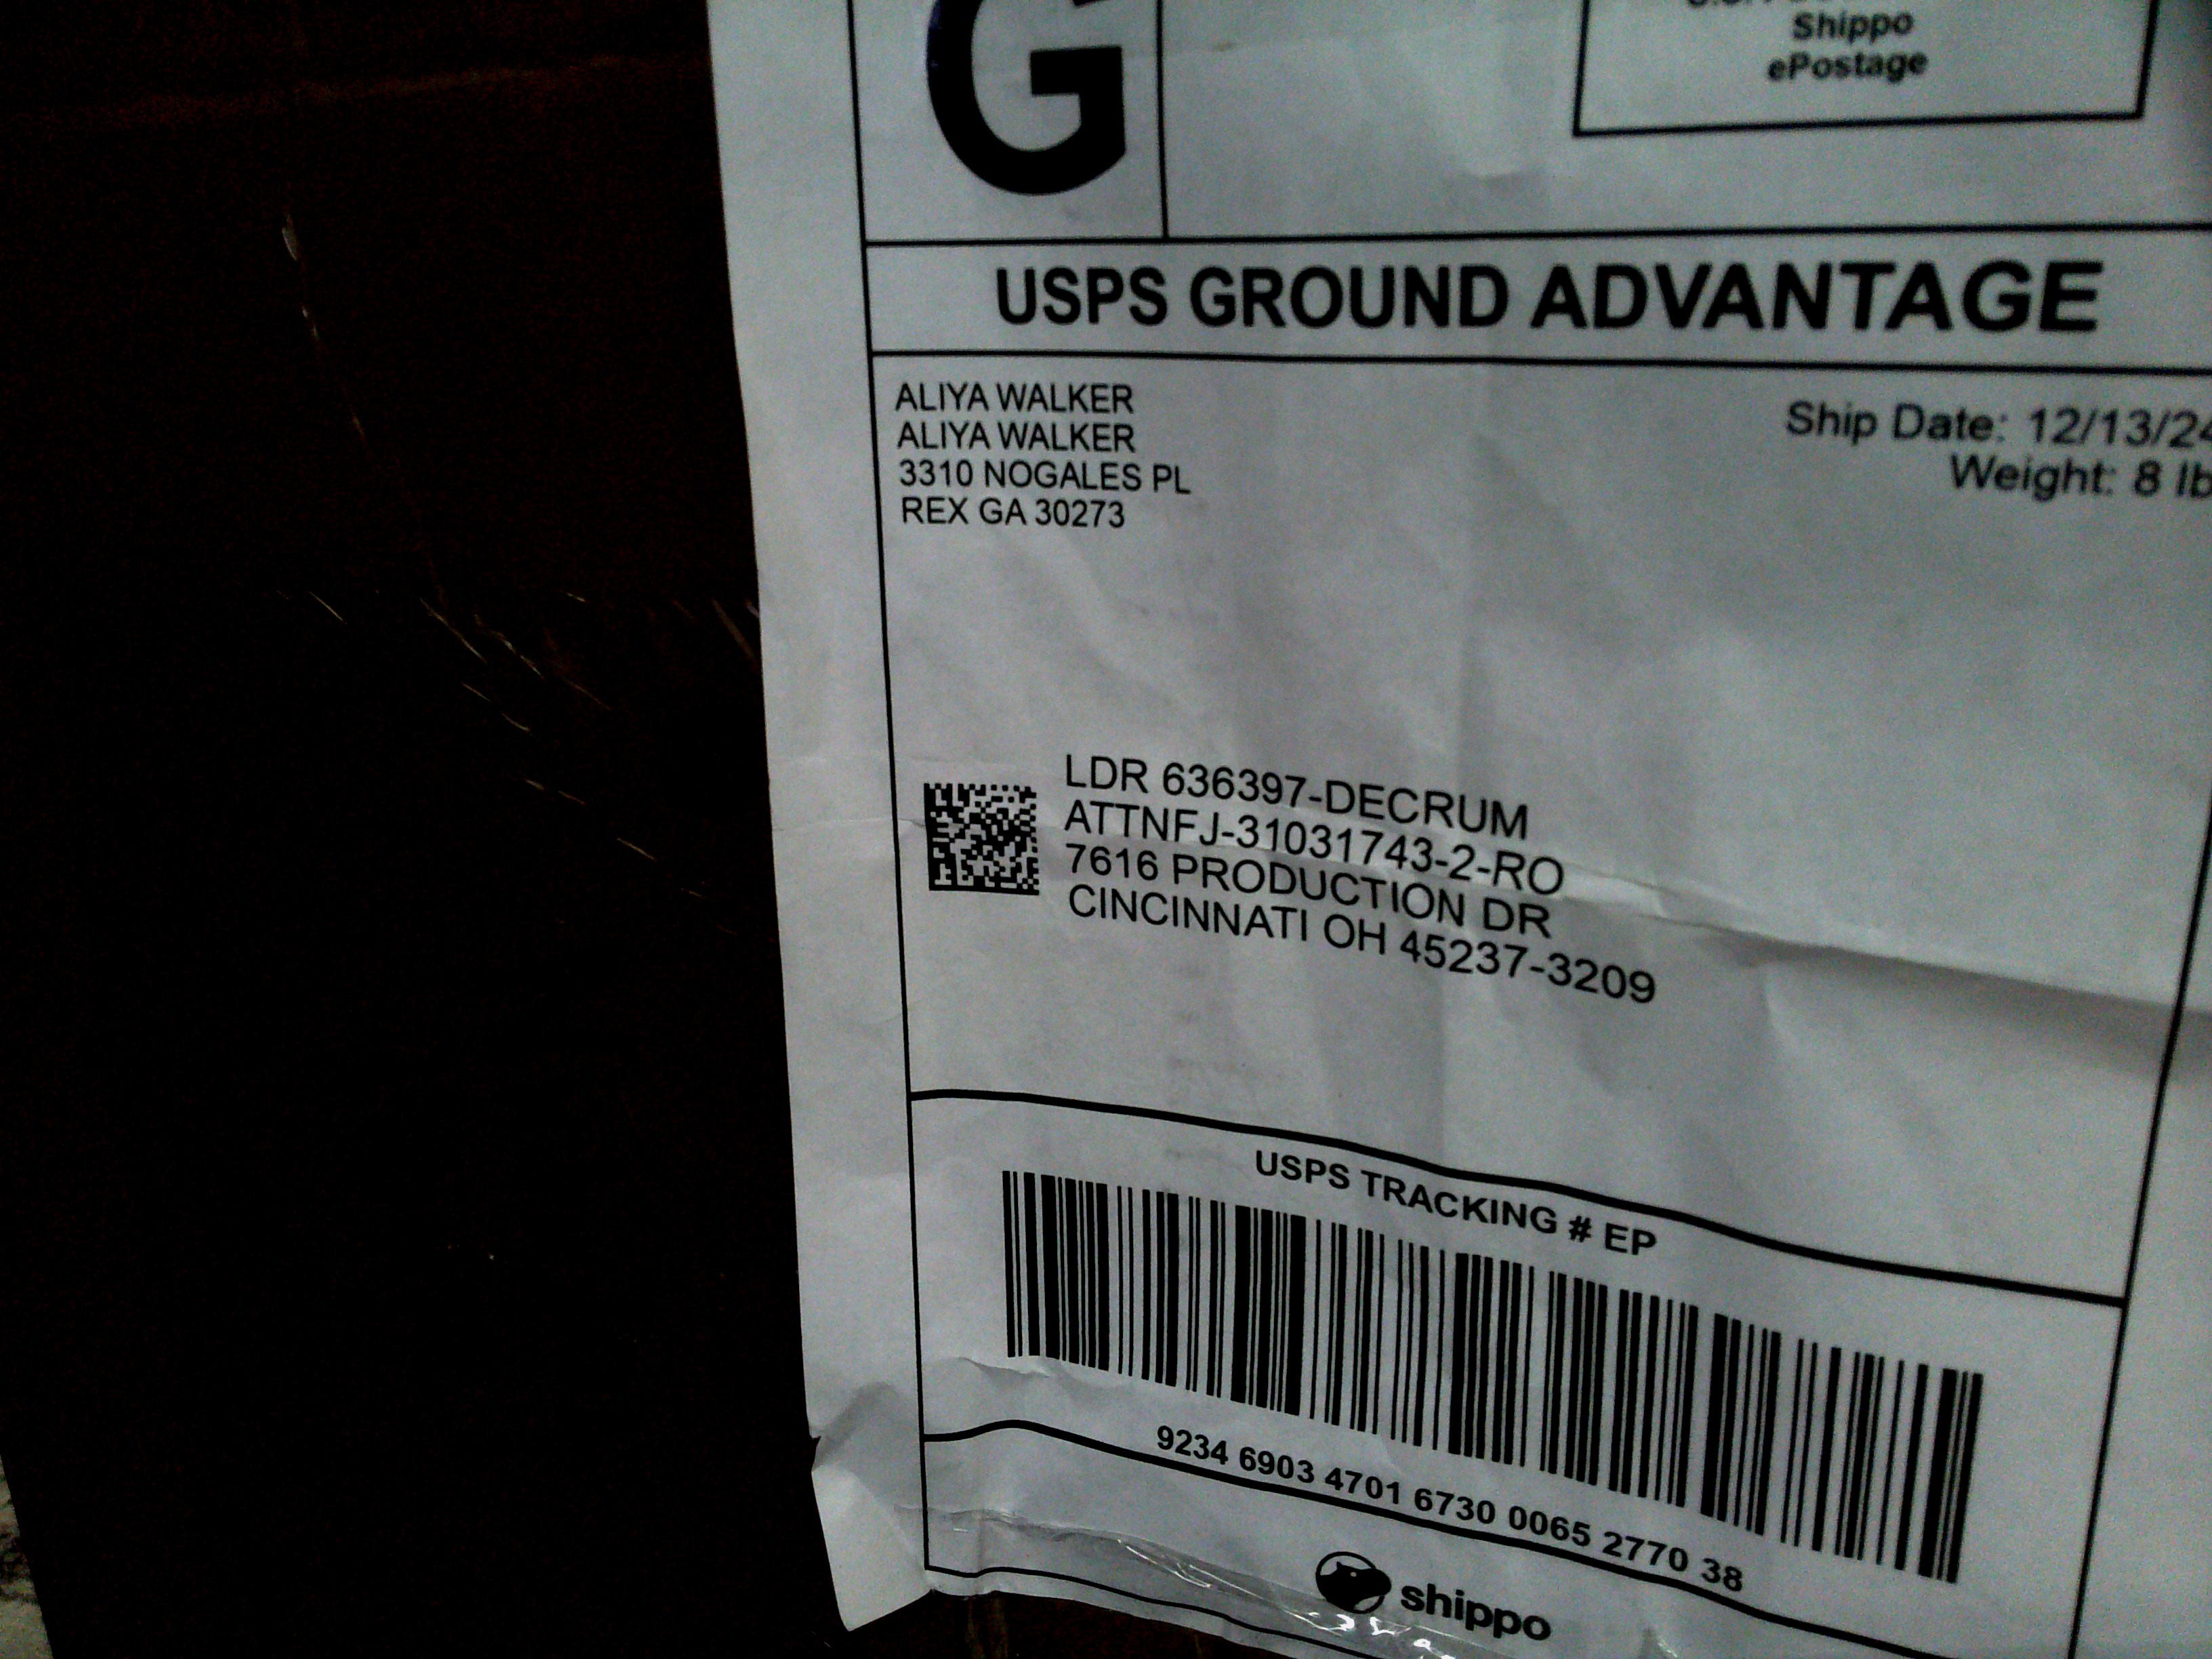 G
Shippo
ePostage
USPS GROUND ADVANTAGE
ALIYA WALKER
ALIYA WALKER
3310 NOGALES PL
REX GA 30273
Ship Date: 12/13/24
Weight: 8 lb
LDR 636397-DECRUM
ATTNFJ-31031743-2-RO
7616 PRODUCTION DR
CINCINNATI OH 45237-3209
USPS TRACKING # EP
9234 6903 4701 6730 0065 2770 38
shippo